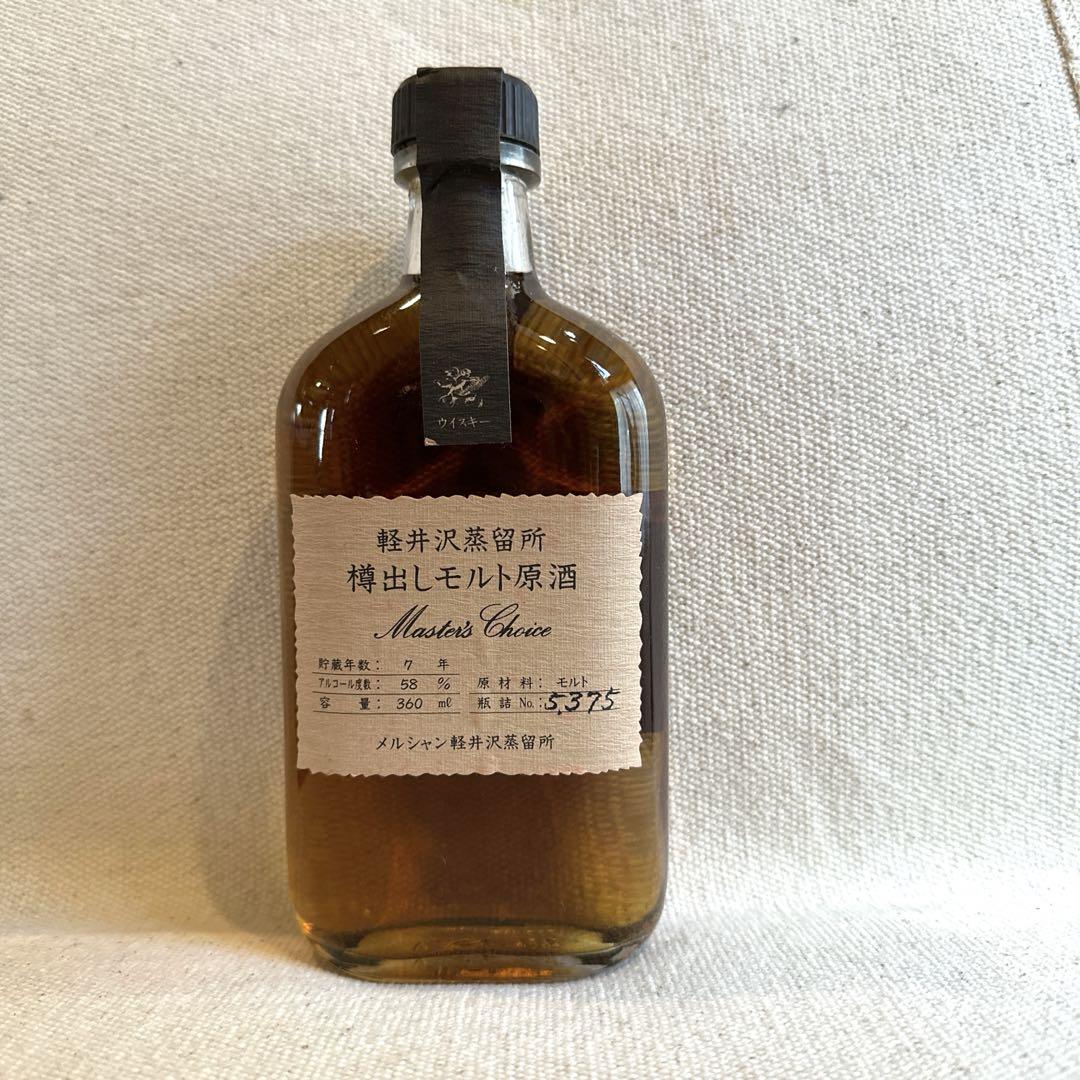 ウイスキー
軽井沢蒸留所
樽出しモルト原酒
Master's Choice
貯蔵年数： 7 年
アルコール度数： 58 % 原材料： モルト
容 量： 360 mℓ 瓶詰 No.：5,375
メルシャン軽井沢蒸留所